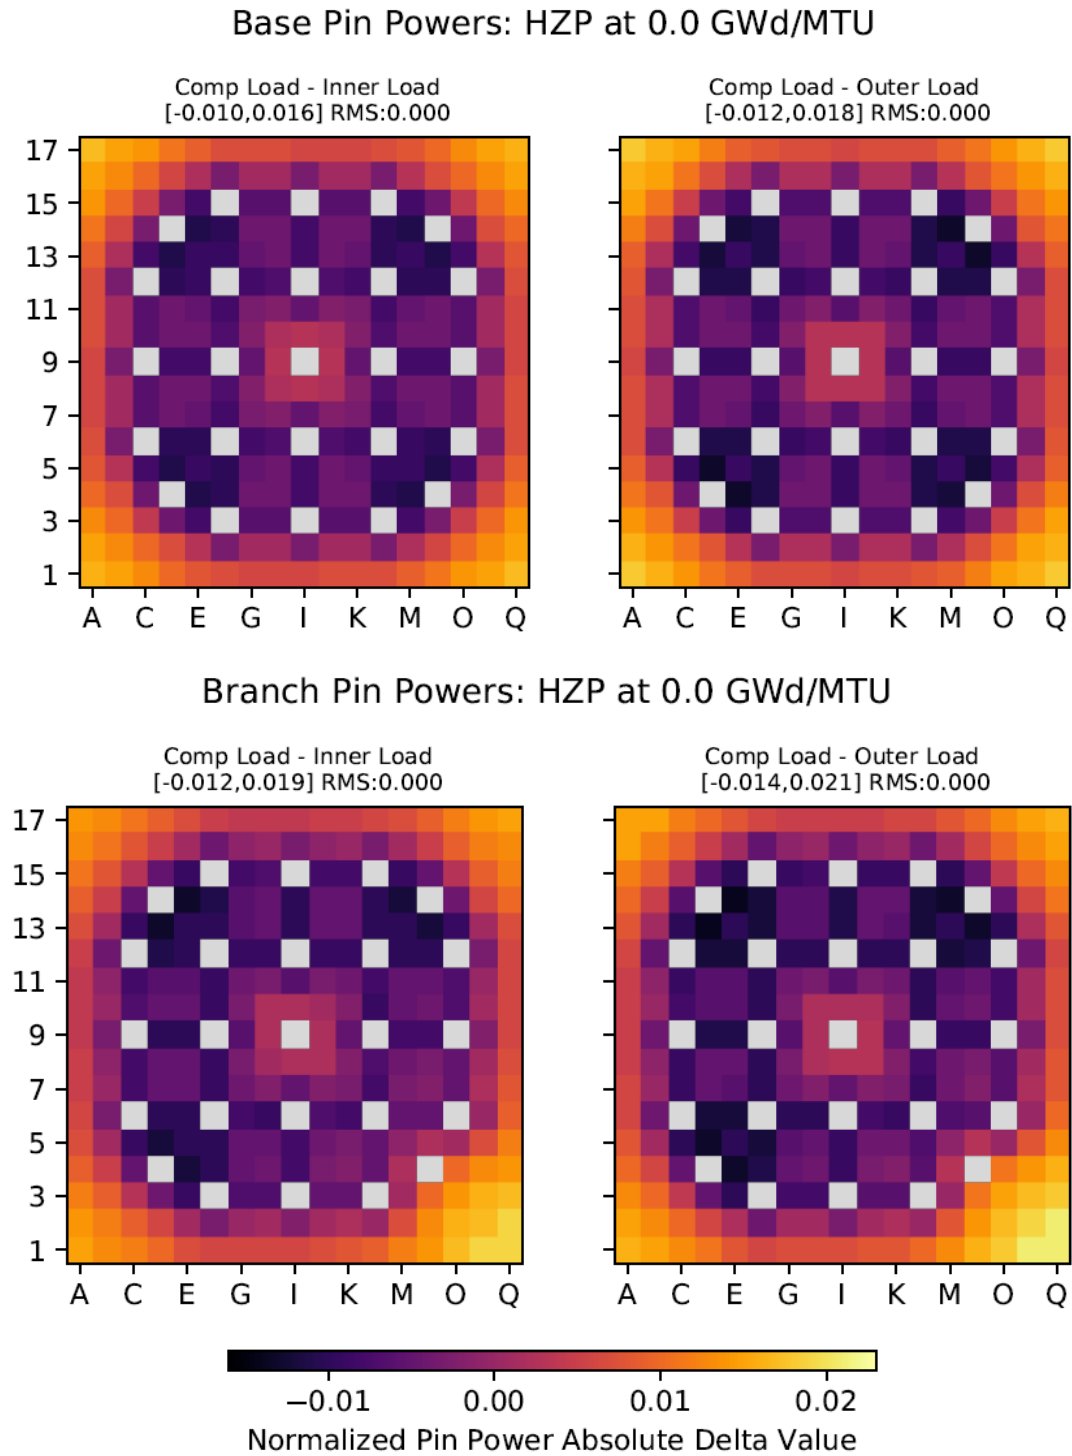 Base Pin Powers: HZP at 0.0 GWd/MTU
Comp Load - Inner Load
[-0.010,0.016] RMS:0.000
Comp Load - Outer Load
[-0.012,0.018] RMS:0.000
17
15
13
11
9
7
5
3
1
A C E G I K M O Q
A C E G I K M O Q
Branch Pin Powers: HZP at 0.0 GWd/MTU
Comp Load - Inner Load
[-0.012,0.019] RMS:0.000
Comp Load - Outer Load
[-0.014,0.021] RMS:0.000
17
15
13
11
9
7
5
3
1
A C E G I K M O Q
A C E G I K M O Q
−0.01 0.00 0.01 0.02
Normalized Pin Power Absolute Delta Value